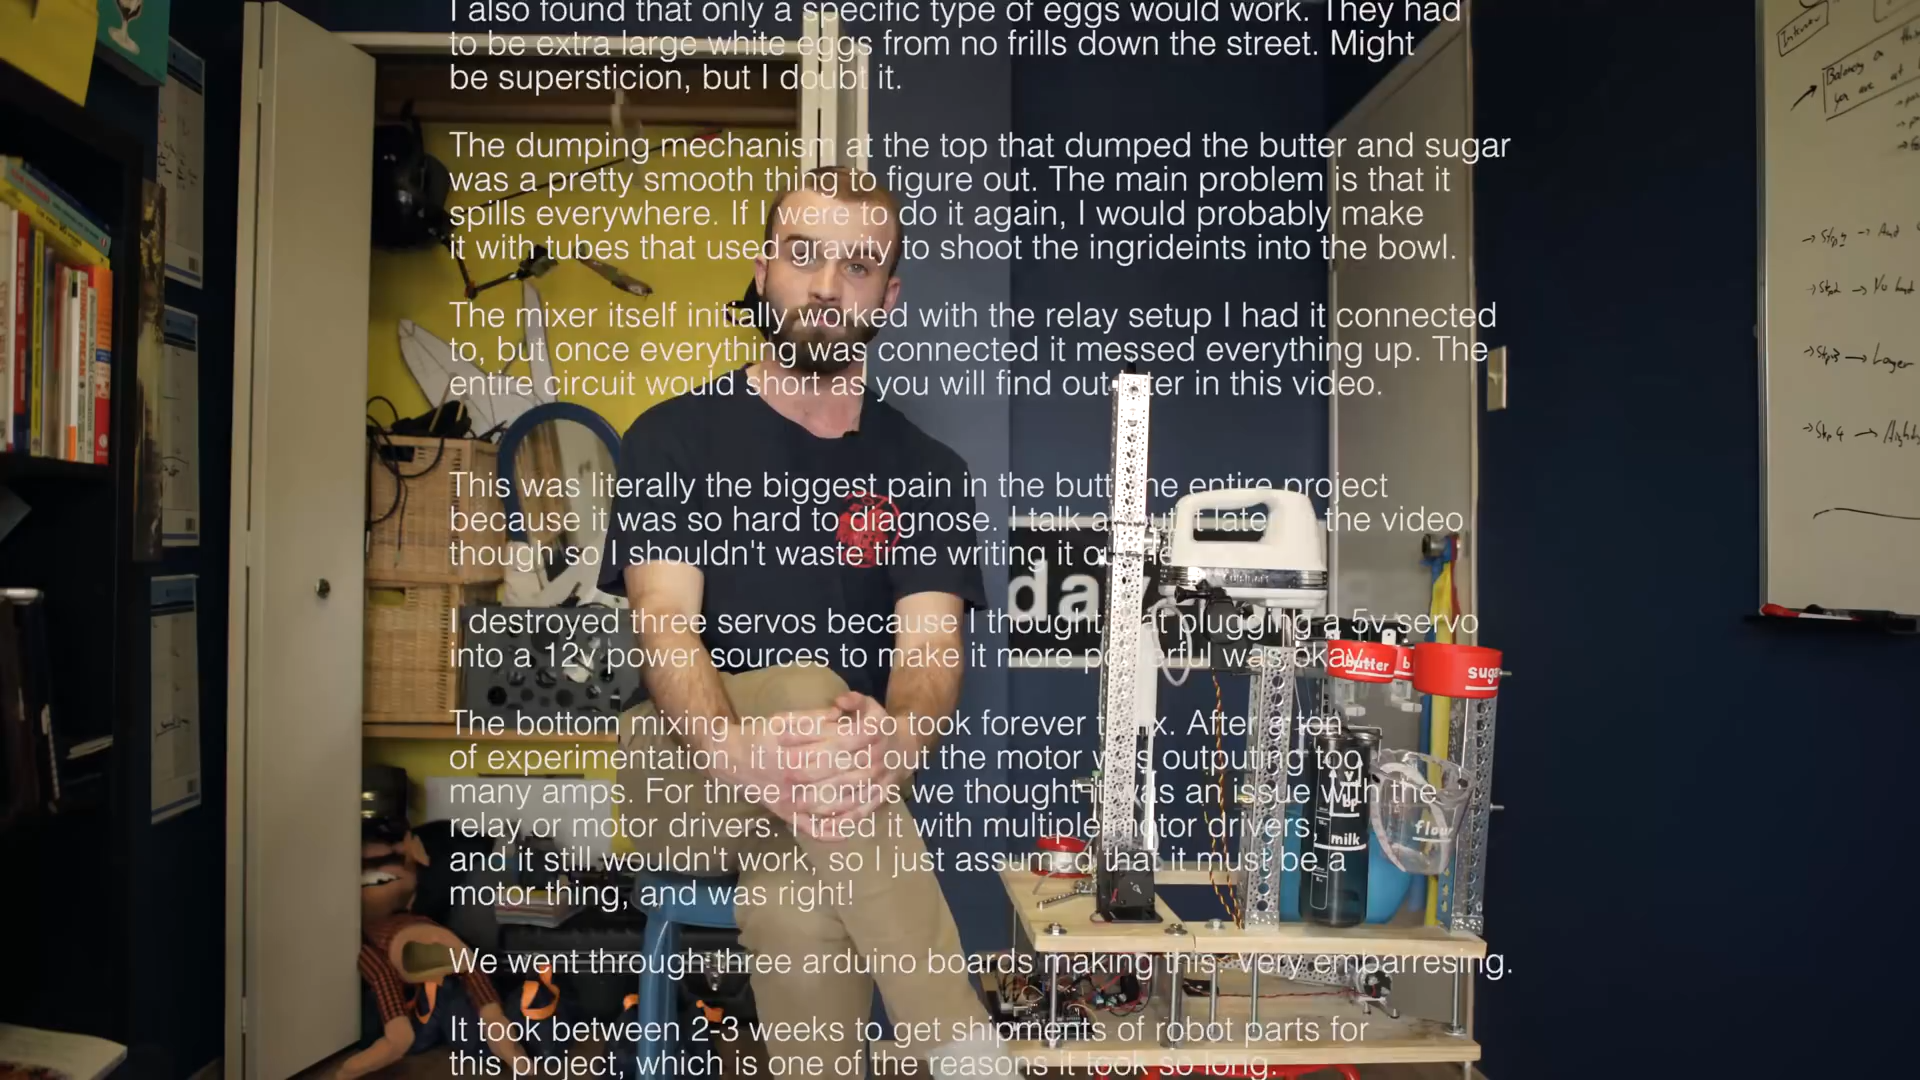 I also found that only a specific type of eggs would work. They had
to be extra large white eggs from no frills down the street. Might
be supersticion, but I doubt it.
The dumping mechanism at the top that dumped the butter and sugar
was a pretty smooth thing to figure out. The main problem is that it
spills everywhere. If I were to do it again, I would probably make
it with tubes that used gravity to shoot the ingrideints into the bowl.
The mixer itself initially worked with the relay setup I had it connected
to, but once everything was connected it messed everything up. The
entire circuit would short as you will find out later in this video.
This was literally the biggest pain in the butt the entire project
because it was so hard to diagnose. I talk about it later in the video
though so I shouldn't waste time writing it out
I destroyed three servos because I thought that plugging a 5v servo
into a 12v power sources to make it more powerful was okay.
The bottom mixing motor also took forever to fix. After a ton
of experimentation, it turned out the motor was outputing too
many amps. For three months we thought it was an issue with the
relay or motor drivers. I tried it with multiple motor drivers,
and it still wouldn't work, so I just assumed that it must be a
motor thing, and was right!
We went through three arduino boards making this. Very embarresing.
It took between 2-3 weeks to get shipments of robot parts for
this project, which is one of the reasons it took so long.
day
butter
b
sugar
milk
flour
Step 4